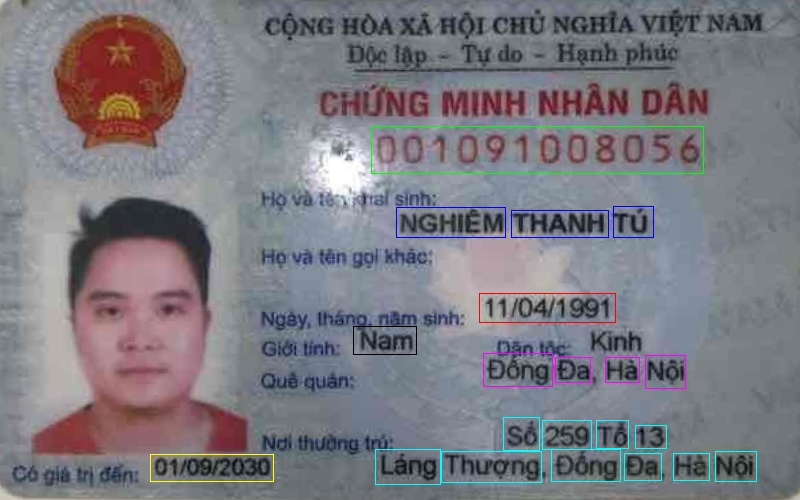 CỘNG HÒA XÃ HỘI CHỦ NGHĨA VIỆT NAM
Độc lập - Tự do - Hạnh phúc
CHỨNG MINH NHÂN DÂN
001091008056
Họ và tên khai sinh:
NGHIÊM THANH TÚ
Họ và tên gọi khác:
Ngày, tháng, năm sinh: 11/04/1991
Giới tính: Nam Dân tộc: Kinh
Quê quán: Đống Đa, Hà Nội
Nơi thường trú: Số 259 Tổ 13
Có giá trị đến: 01/09/2030 Láng Thượng, Đống Đa, Hà Nội